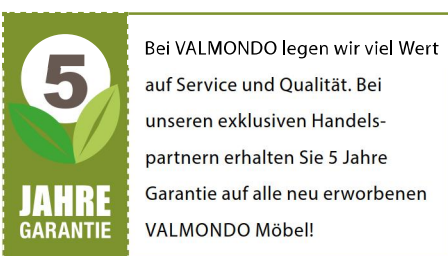 5
JAHRE
GARANTIE
Bei VALMONDO legen wir viel Wert
auf Service und Qualität. Bei
unseren exklusiven Handels-
partnern erhalten Sie 5 Jahre
Garantie auf alle neu erworbenen
VALMONDO Möbel!